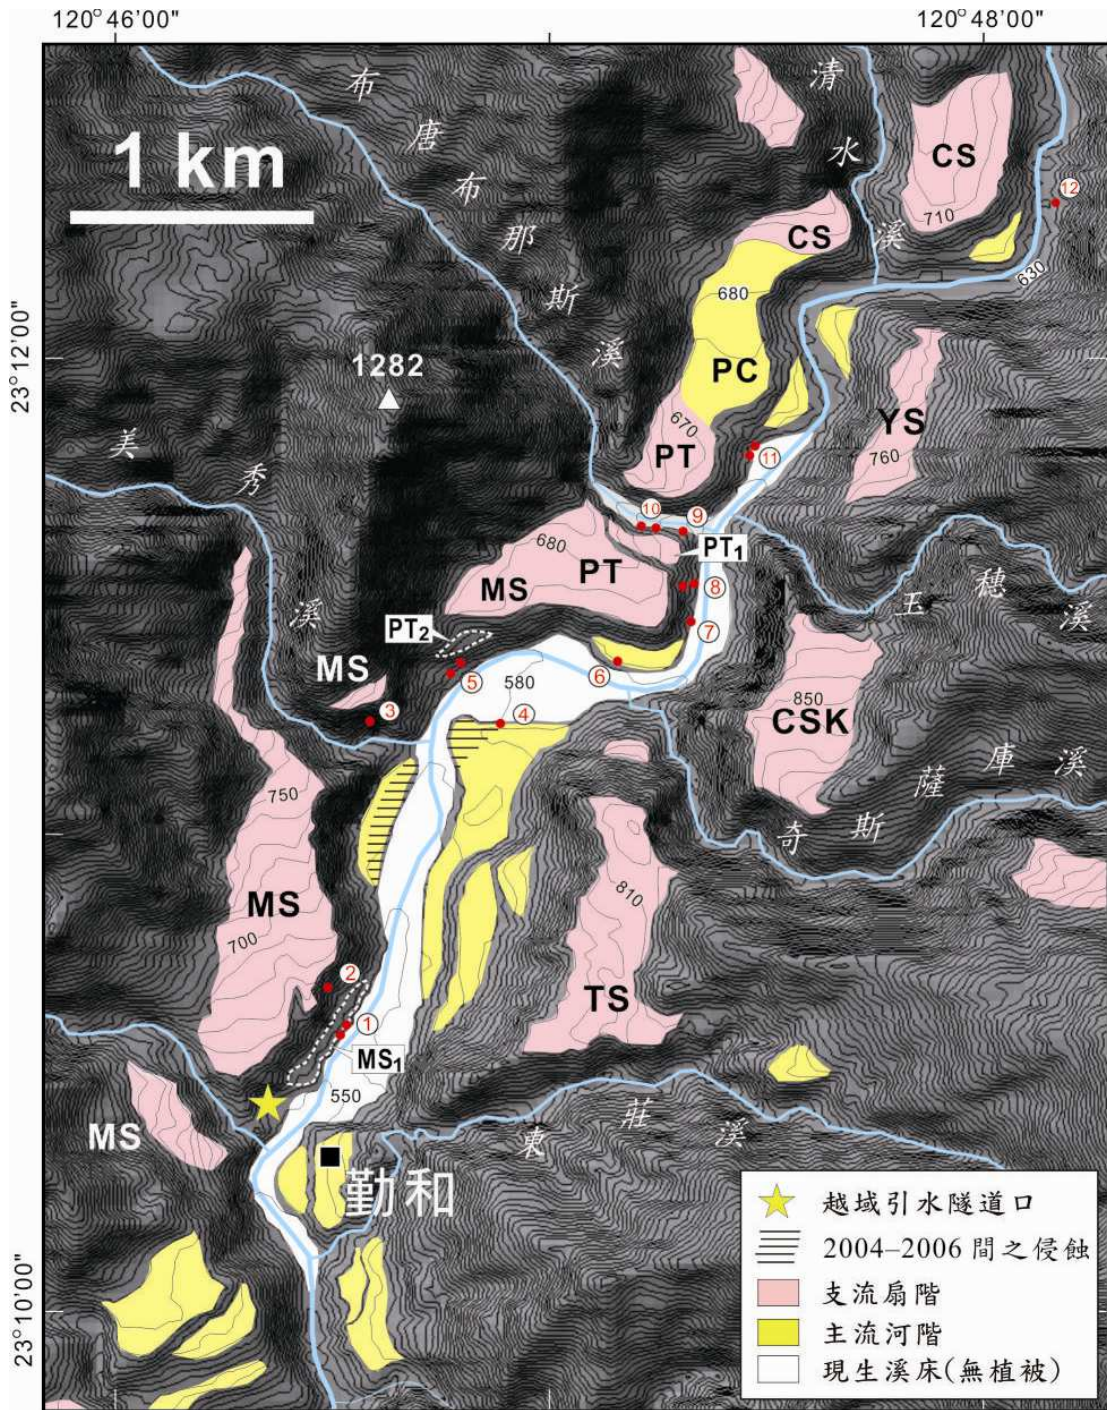 120°46'00"
120°48'00"
23°12'00"
23°10'00"
1 km
布唐布那斯溪
清水溪
CS
710
⑫
CS
630
680
1282
PC
美秀溪
670
PT
YS
760
⑪
⑩
⑨
680
PT
PT₁
MS
⑧
玉穗溪
PT₂
⑦
MS
⑥
⑤
580
③
④
850
CSK
薩庫溪
奇斯
750
810
MS
700
②
TS
①
MS₁
550
MS
東莊溪
勤和
越域引水隧道口
2004–2006 間之侵蝕
支流扇階
主流河階
現生溪床(無植被)